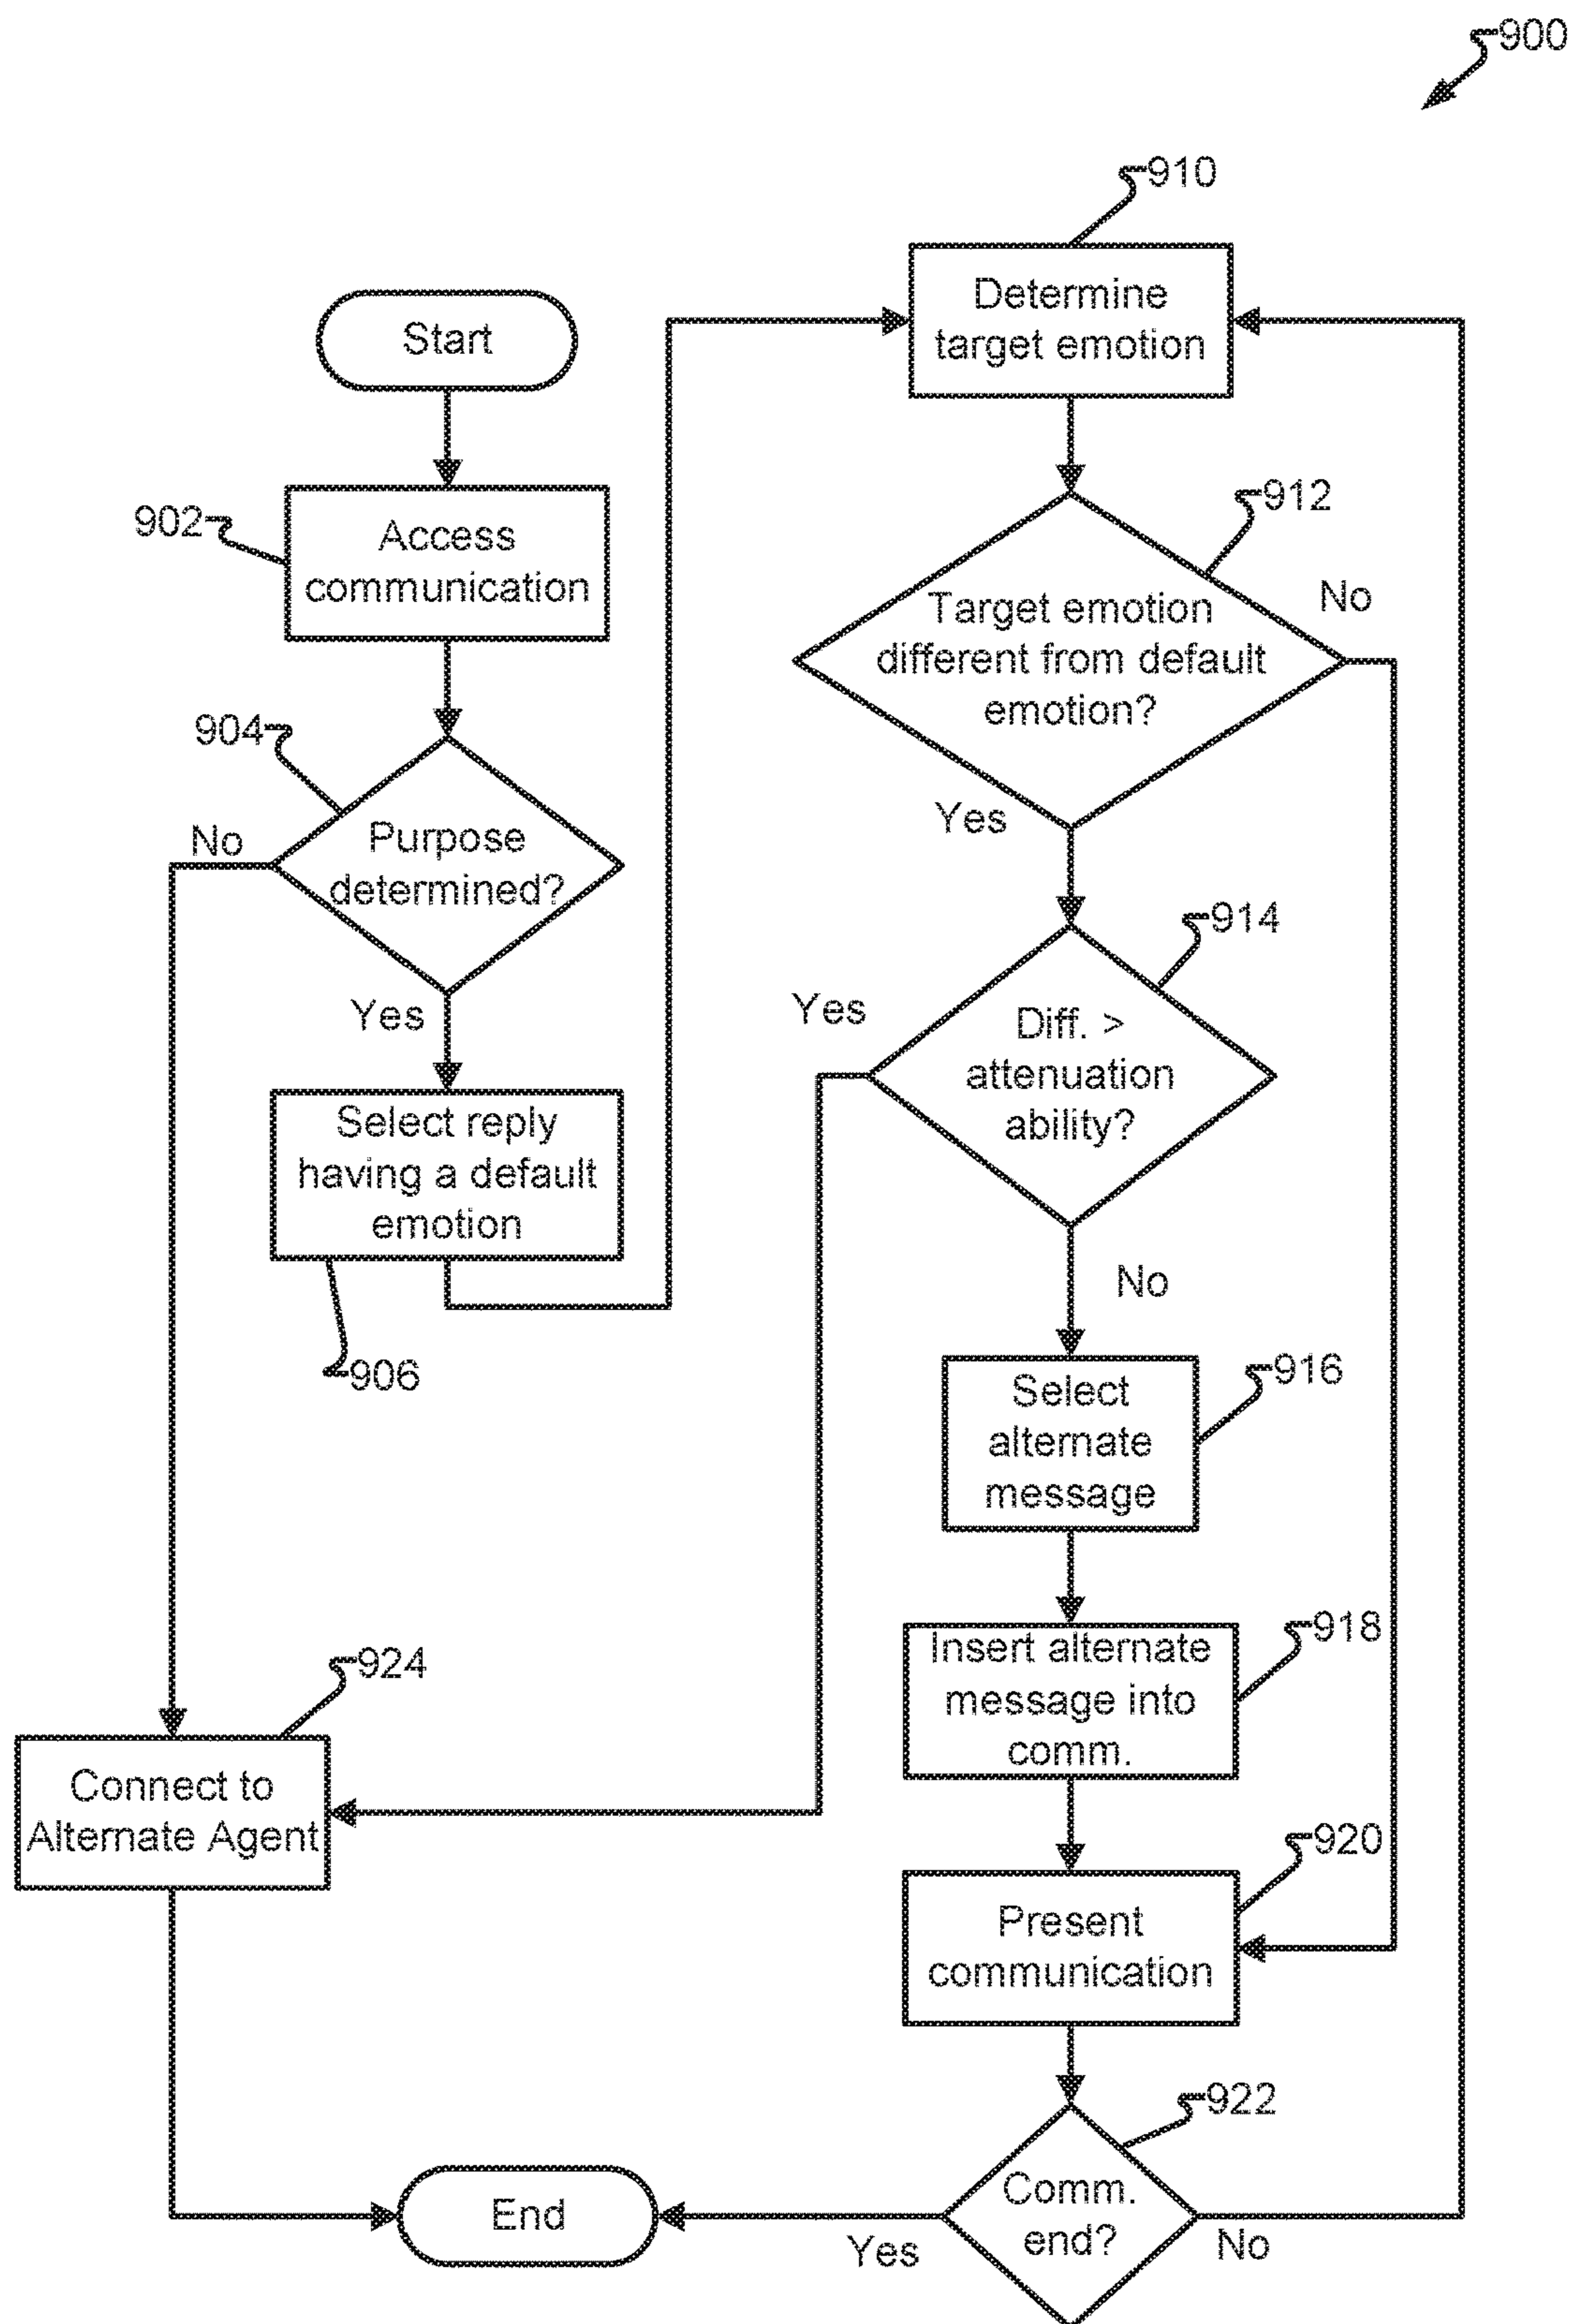 900
Start
902
Access
communication
904
No
Purpose
determined?
Yes
Select reply
having a default
emotion
906
910
Determine
target emotion
912
No
Target emotion
different from default
emotion?
Yes
914
Yes
Diff. >
attenuation
ability?
No
916
Select
alternate
message
918
Insert alternate
message into
comm.
924
Connect to
Alternate Agent
920
Present
communication
922
Comm.
end?
Yes
No
End